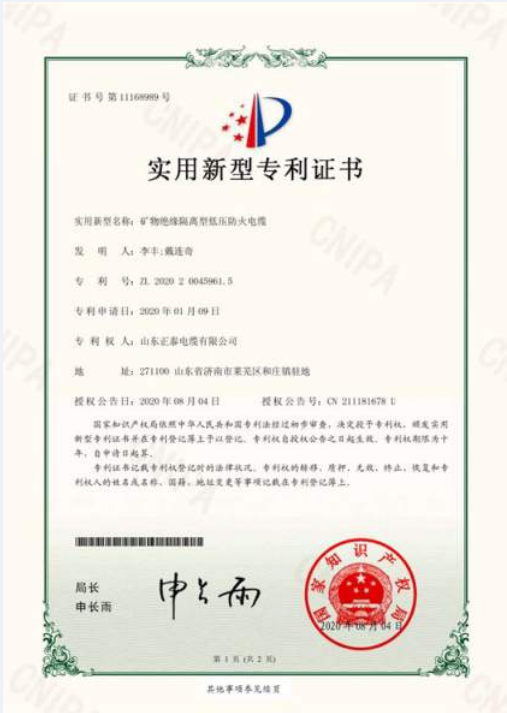 证书号第11168989号
实用新型专利证书
实用新型名称：矿物绝缘隔离型低压防火电缆
发 明 人：李丰;戴连奇
专 利 号：ZL 2020 2 0045961.5
专利申请日：2020年01月09日
专 利 权 人：山东正泰电缆有限公司
地 址：271100 山东省济南市莱芜区和庄镇驻地
授权公告日：2020年08月04日 授权公告号：CN 211181678 U
国家知识产权局依照中华人民共和国专利法经过初步审查，决定授予专利权，颁发实用
新型专利证书并在专利登记簿上予以登记。专利权自授权公告之日起生效。专利权期限为十
年，自申请日起算。
专利证书记载专利权登记时的法律状况。专利权的转移、质押、无效、终止、恢复和专
利权人的姓名或名称、国籍、地址变更等事项记载在专利登记簿上。
局长
申长雨
申长雨
国家知识产权局
2020年08月04日
第 1 页 (共 2 页)
其他事项参见续页
CNIPA
CNIPA
CNIPA
CNIPA